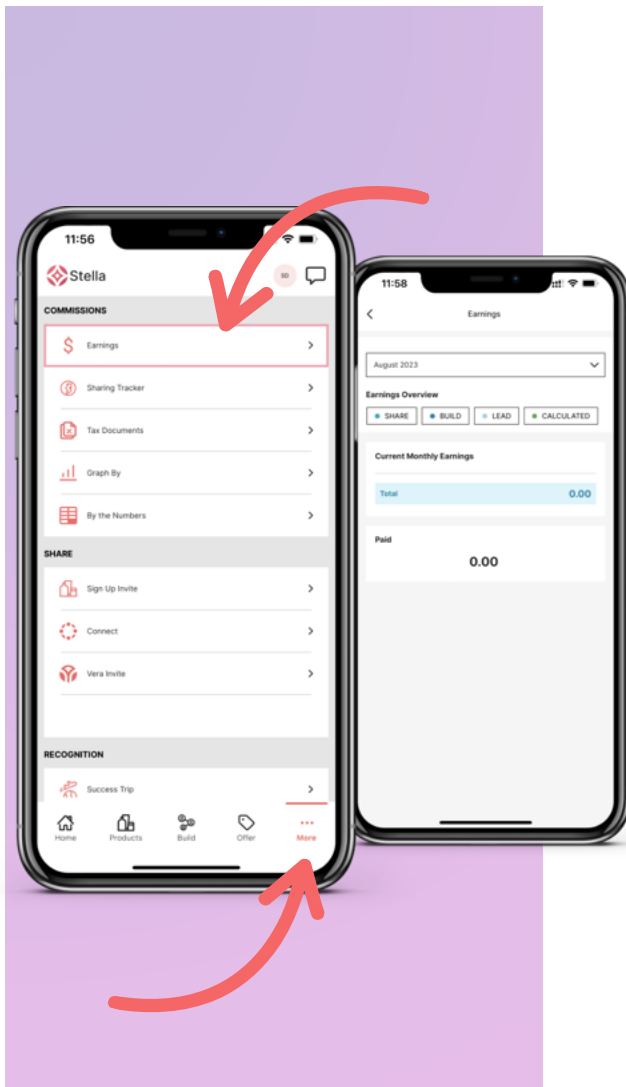 11:56
Stella
SD
COMMISSIONS
Earnings
Sharing Tracker
Tax Documents
Graph By
By the Numbers
SHARE
Sign Up Invite
Connect
Vera Invite
RECOGNITION
Success Trip
Home Products Build Offer More
11:58
Earnings
August 2023
Earnings Overview
SHARE BUILD LEAD CALCULATED
Current Monthly Earnings
Total 0.00
Paid
0.00